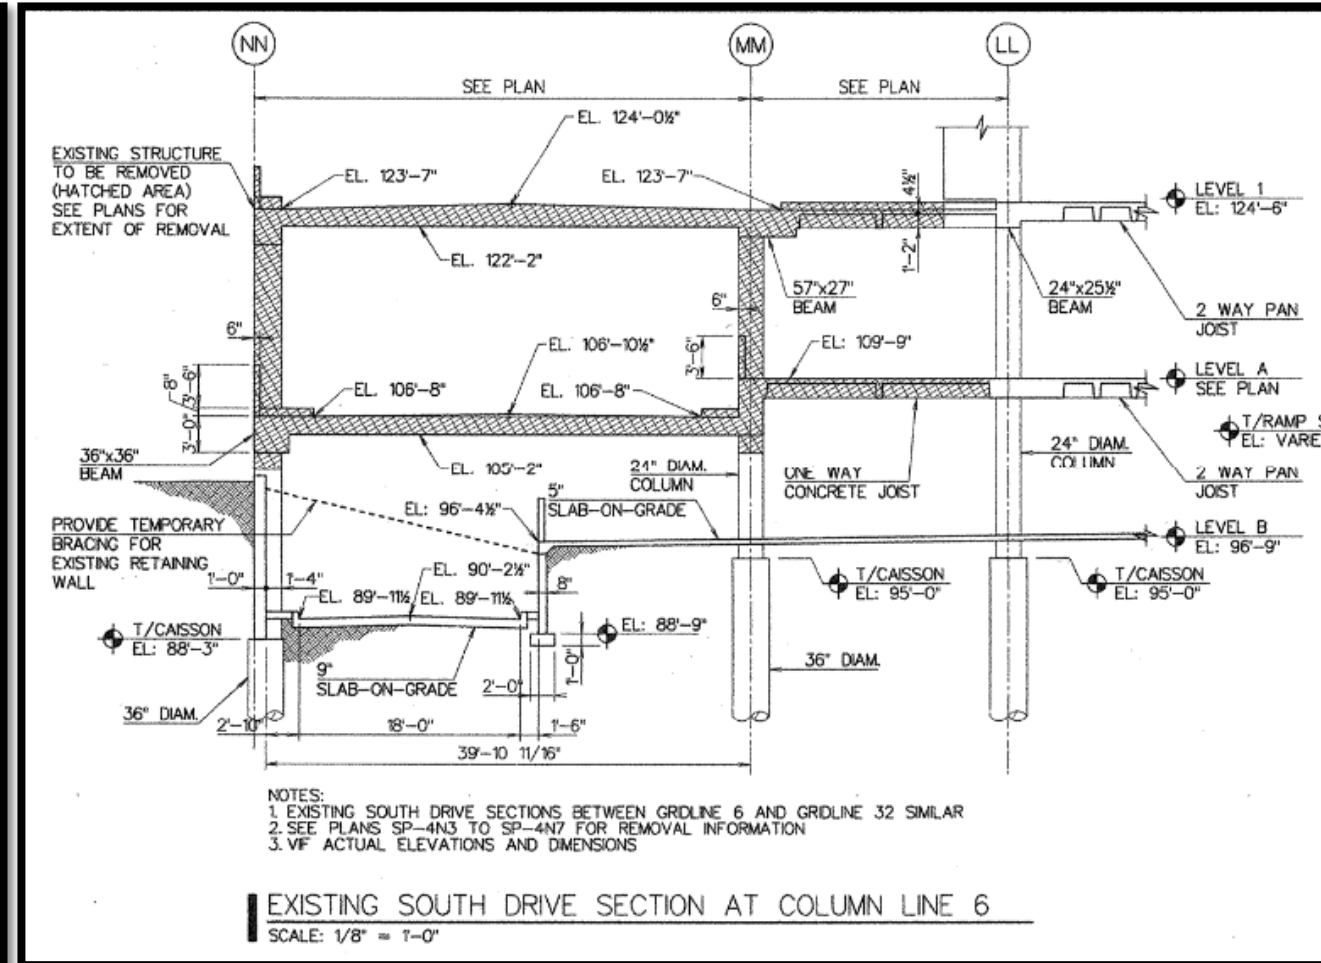 NN
MM
LL
SEE PLAN
SEE PLAN
EL. 124'-0½"
EXISTING STRUCTURE
TO BE REMOVED
(HATCHED AREA)
SEE PLANS FOR
EXTENT OF REMOVAL
EL. 123'-7"
EL. 123'-7"
4½"
LEVEL 1
EL: 124'-6"
EL. 122'-2"
1'-2"
57"x27"
BEAM
24"x25½"
BEAM
2 WAY PAN
JOIST
6"
6"
EL. 106'-10½"
3'-6"
EL: 109'-9"
LEVEL A
SEE PLAN
-8"
3'-6"
EL. 106'-8"
EL. 106'-8"
3'-0"
T/RAMP S
EL: VARIE
36"x36"
BEAM
EL. 105'-2"
24" DIAM.
COLUMN
ONE WAY
CONCRETE JOIST
24" DIAM.
COLUMN
2 WAY PAN
JOIST
5"
SLAB-ON-GRADE
EL: 96'-4½"
PROVIDE TEMPORARY
BRACING FOR
EXISTING RETAINING
WALL
LEVEL B
EL: 96'-9"
1'-0"
1'-4"
EL. 90'-2½"
EL. 89'-11½
EL. 89'-11½
8"
T/CAISSON
EL: 95'-0"
T/CAISSON
EL: 95'-0"
T/CAISSON
EL: 88'-3"
EL: 88'-9"
1'-0"
9"
SLAB-ON-GRADE
2'-0"
36" DIAM.
36" DIAM.
2'-10"
18'-0"
1'-6"
39'-10 11/16"
NOTES:
1. EXISTING SOUTH DRIVE SECTIONS BETWEEN GRIDLINE 6 AND GRIDLINE 32 SIMILAR
2. SEE PLANS SP-4N3 TO SP-4N7 FOR REMOVAL INFORMATION
3. VIF ACTUAL ELEVATIONS AND DIMENSIONS
EXISTING SOUTH DRIVE SECTION AT COLUMN LINE 6
SCALE: 1/8" = 1'-0"